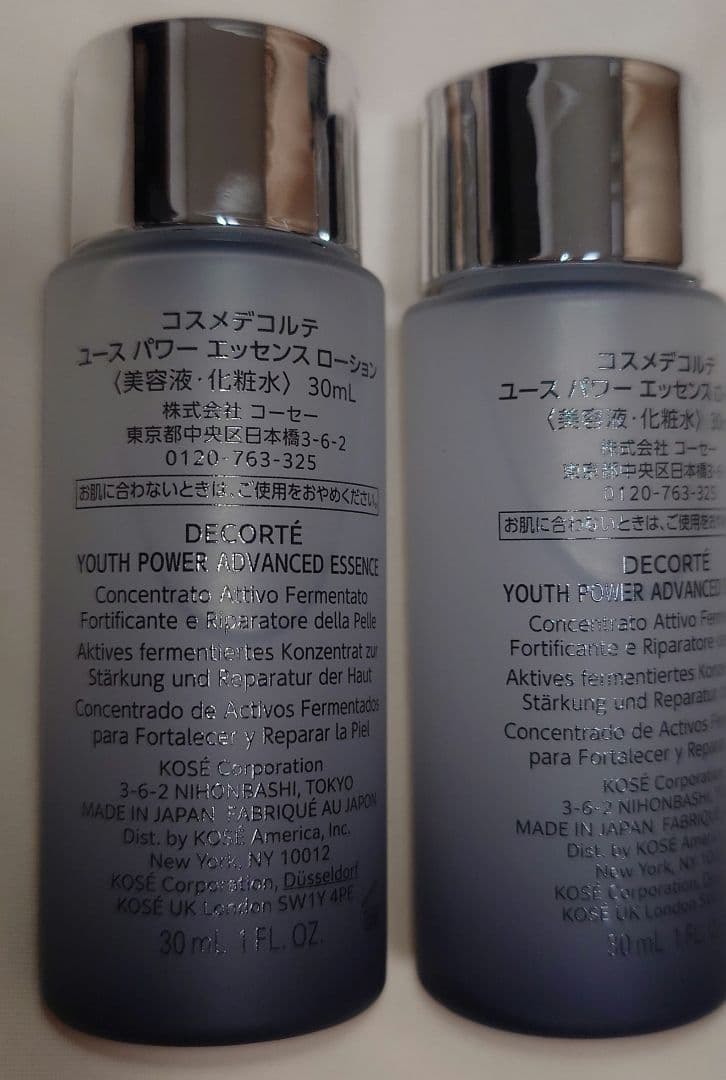 コスメデコルテ
ユース パワー エッセンス ローション
〈美容液・化粧水〉 30mL
株式会社 コーセー
東京都中央区日本橋3-6-2
0120-763-325
お肌に合わないときは、ご使用をおやめください。
DECORTÉ
YOUTH POWER ADVANCED ESSENCE
Concentrato Attivo Fermentato
Fortificante e Riparatore della Pelle
Aktives fermentiertes Konzentrat zur
Stärkung und Reparatur der Haut
Concentrado de Activos Fermentados
para Fortalecer y Reparar la Piel
KOSÉ Corporation
3-6-2 NIHONBASHI, TOKYO
MADE IN JAPAN FABRIQUÉ AU JAPON
Dist. by KOSÉ America, Inc.
New York, NY 10012
KOSÉ Corporation, Düsseldorf
KOSÉ UK London SW1Y 4PE
30 mL 1 FL. OZ.
コスメデコルテ
ユース パワー エッセンス
〈美容液・化粧水〉
株式会社 コーセー
東京都中央区日本橋3-6
0120-763-325
お肌に合わないときは、ご使用をおや
DECORTÉ
YOUTH POWER ADVANCED
Concentrato Attivo
Fortificante e Riparatore
Aktives fermentiertes
Stärkung und Reparatur
Concentrado de Activos
para Fortalecer y
KOSÉ
3-6-2 NIHONBASHI,
MADE IN JAPAN
Dist. by KOSÉ
New York,
KOSÉ Corporation,
KOSÉ UK London
30 mL 1 FL.